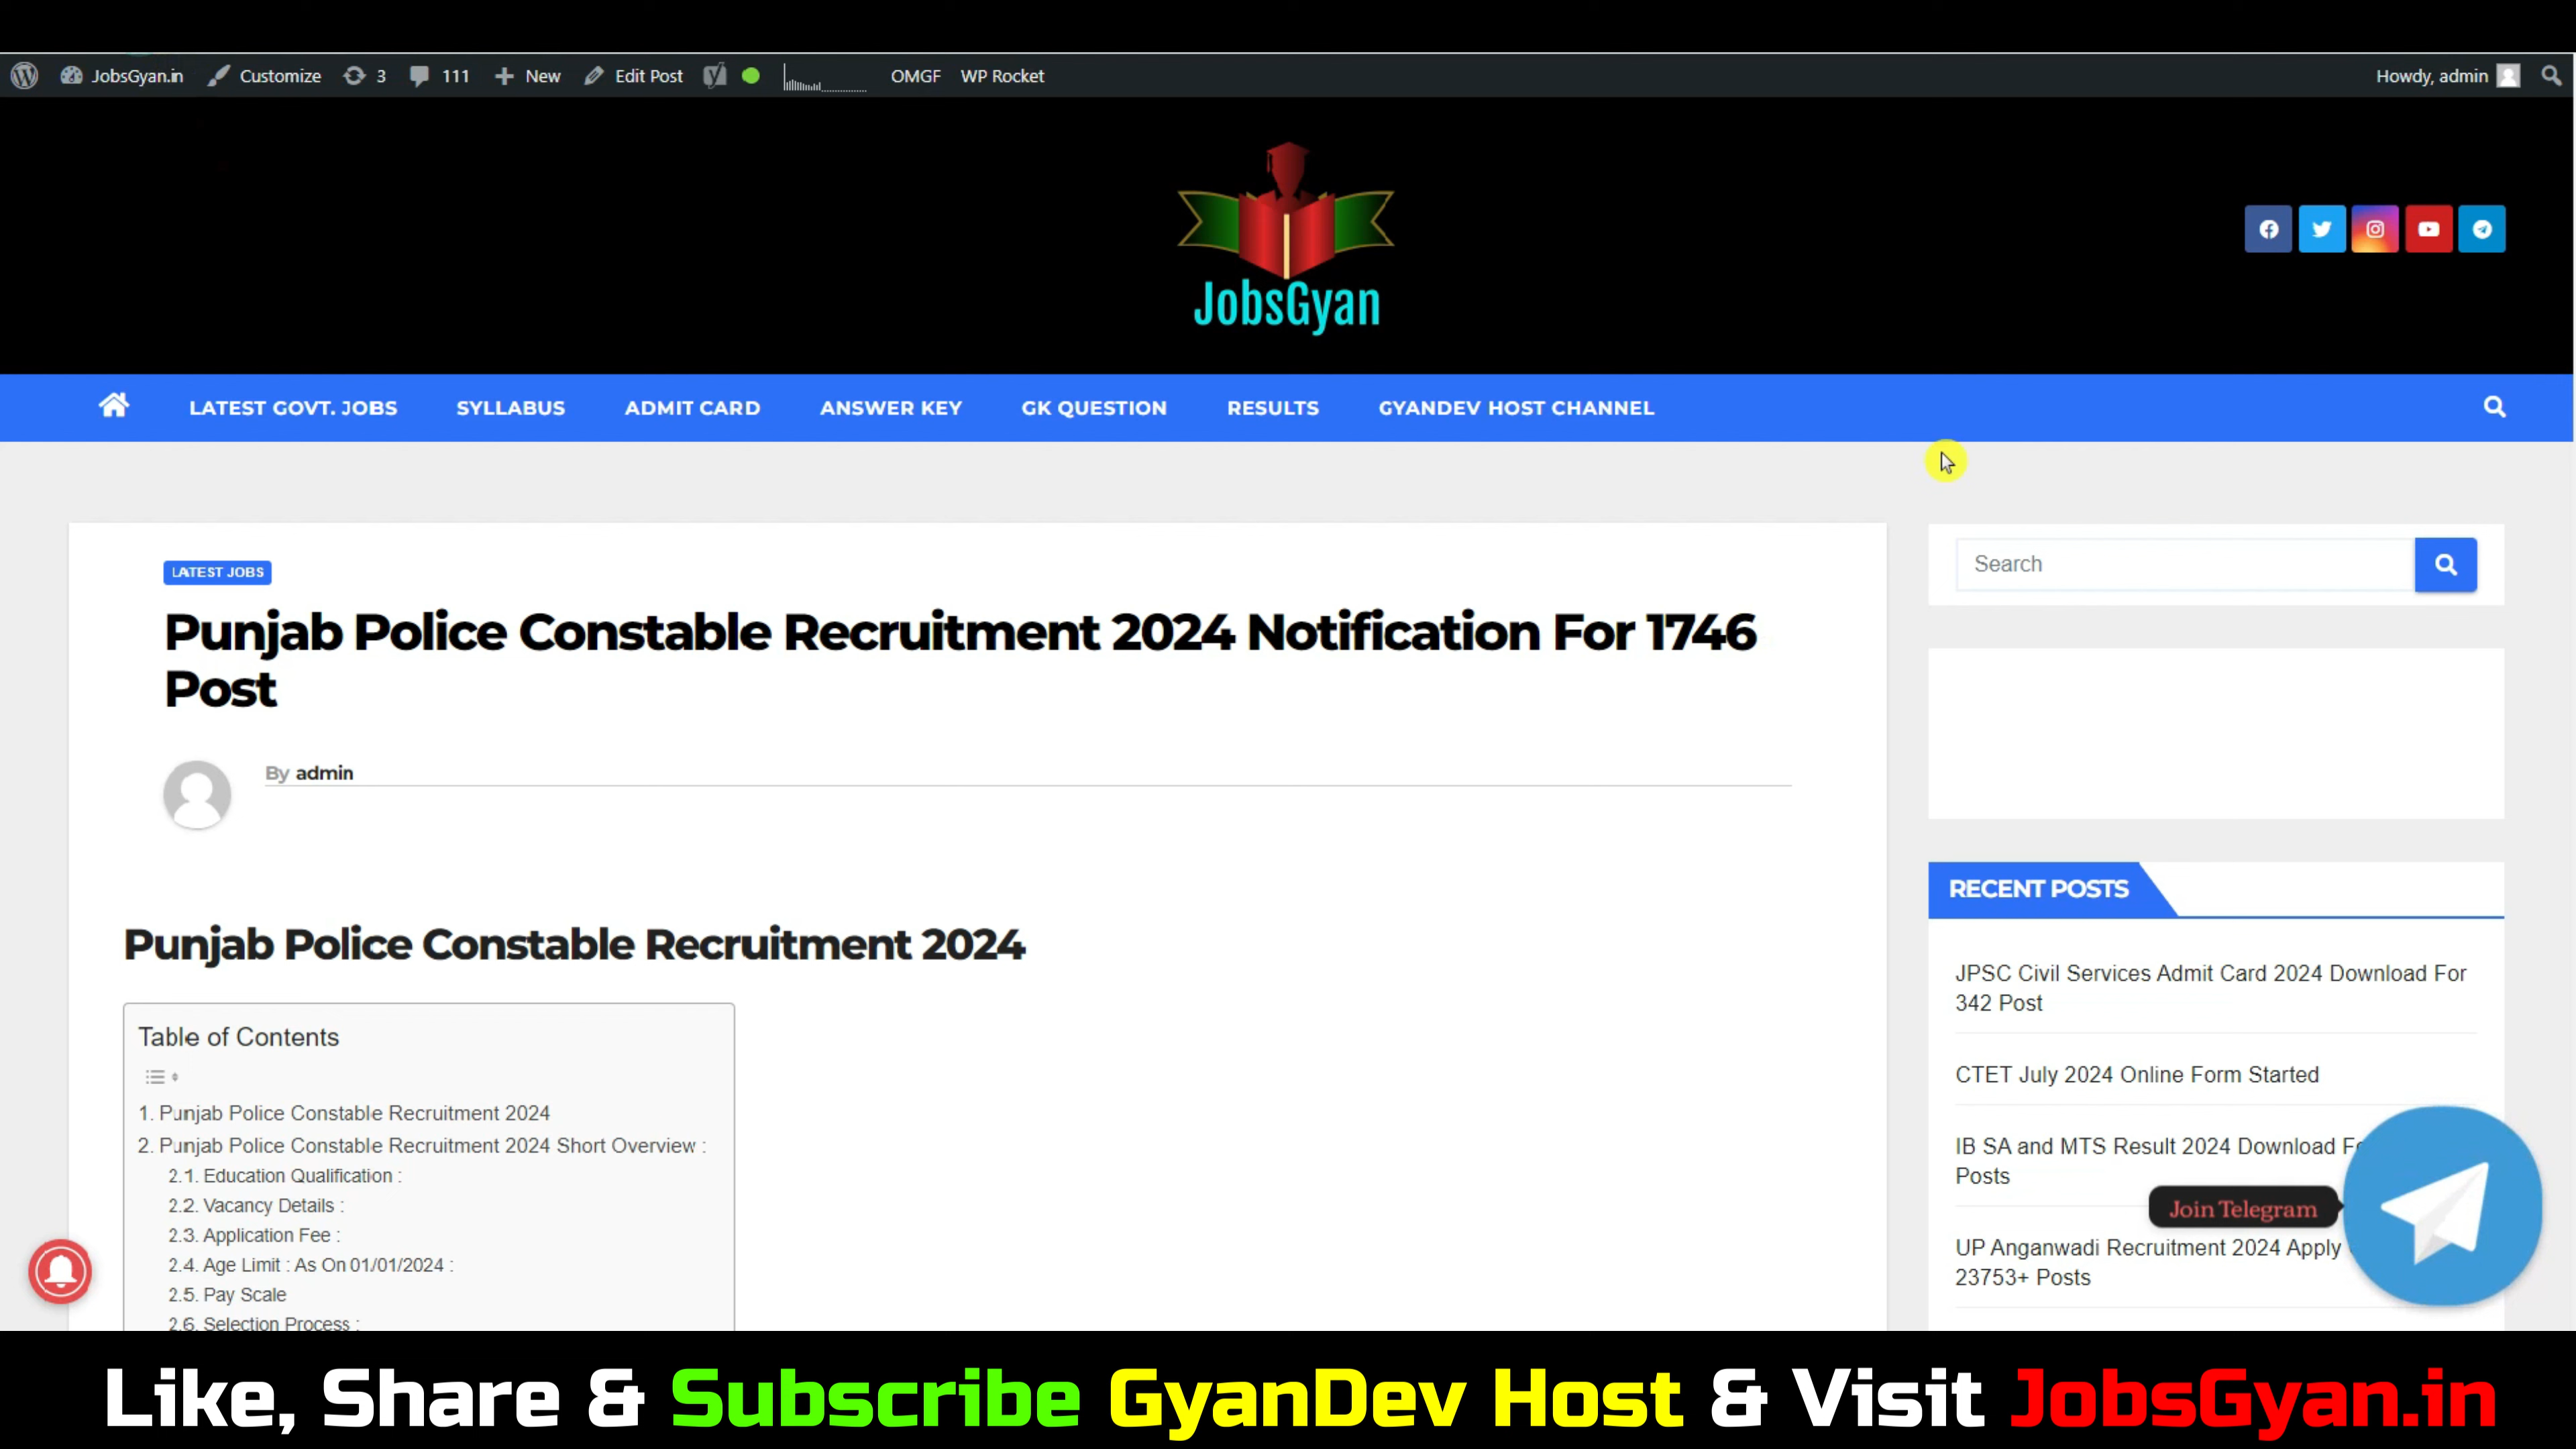 JobsGyan.in Customize 3 111 New Edit Post OMGF WP Rocket Howdy, admin
JobsGyan
LATEST GOVT. JOBS SYLLABUS ADMIT CARD ANSWER KEY GK QUESTION RESULTS GYANDEV HOST CHANNEL
LATEST JOBS
Punjab Police Constable Recruitment 2024 Notification For 1746
Post
By admin
Punjab Police Constable Recruitment 2024
Table of Contents
1. Punjab Police Constable Recruitment 2024
2. Punjab Police Constable Recruitment 2024 Short Overview :
2.1. Education Qualification :
2.2. Vacancy Details :
2.3. Application Fee :
2.4. Age Limit : As On 01/01/2024 :
2.5. Pay Scale
2.6. Selection Process :
Search
RECENT POSTS
JPSC Civil Services Admit Card 2024 Download For
342 Post
CTET July 2024 Online Form Started
IB SA and MTS Result 2024 Download
Posts
Join Telegram
UP Anganwadi Recruitment 2024 Apply
23753+ Posts
Like, Share & Subscribe GyanDev Host & Visit JobsGyan.in